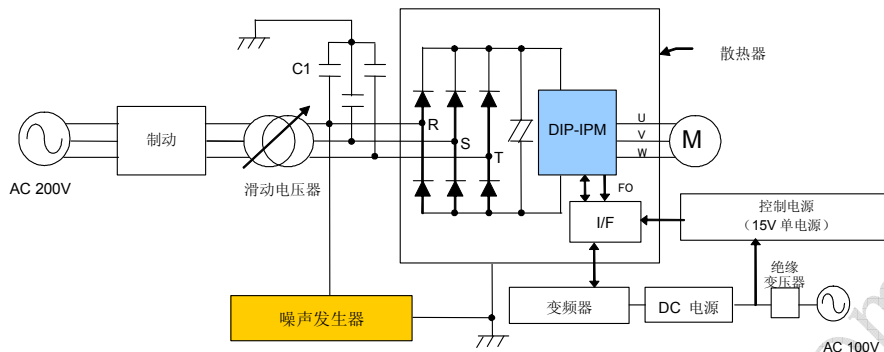 散热器
C1
R
S
T
DIP-IPM
U
V
W
M
制动
AC 200V
滑动电压器
FO
I/F
控制电源
（15V 单电源）
噪声发生器
变频器
DC 电源
绝缘
变压器
AC 100V